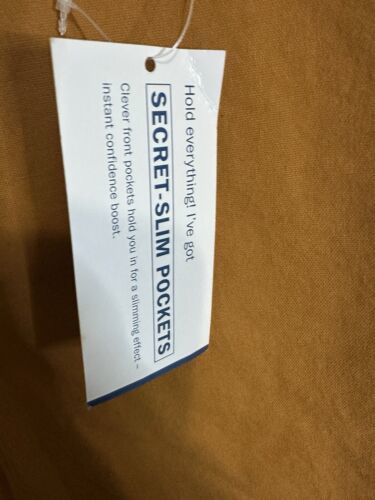 Hold everything! I've got
SECRET-SLIM POCKETS
Clever front pockets hold you in for a slimming effect –
instant confidence boost.